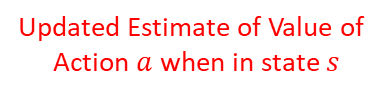 Updated Estimate of Value of
Action a when in state s